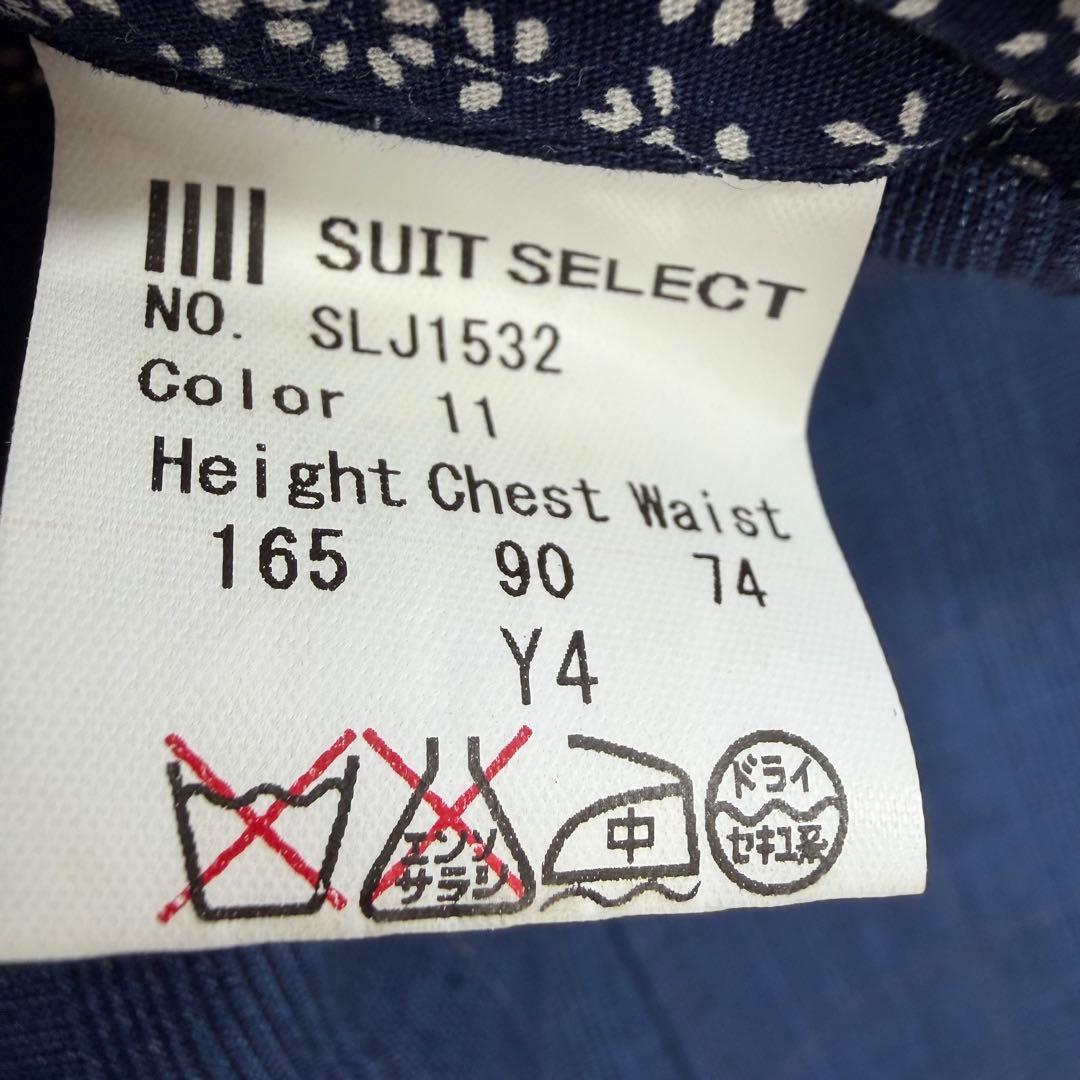 SUIT SELECT
NO. SLJ1532
Color 11
Height Chest Waist
165 90 74
Y4
エンソ
サラシ
中
ドライ
セキユ系